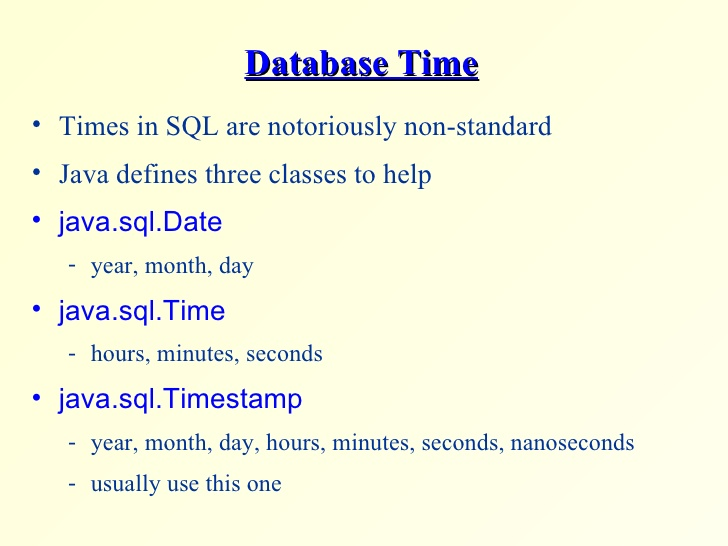 Database Time
• Times in SQL are notoriously non-standard
• Java defines three classes to help
• java.sql.Date
- year, month, day
• java.sql.Time
- hours, minutes, seconds
• java.sql.Timestamp
- year, month, day, hours, minutes, seconds, nanoseconds
- usually use this one